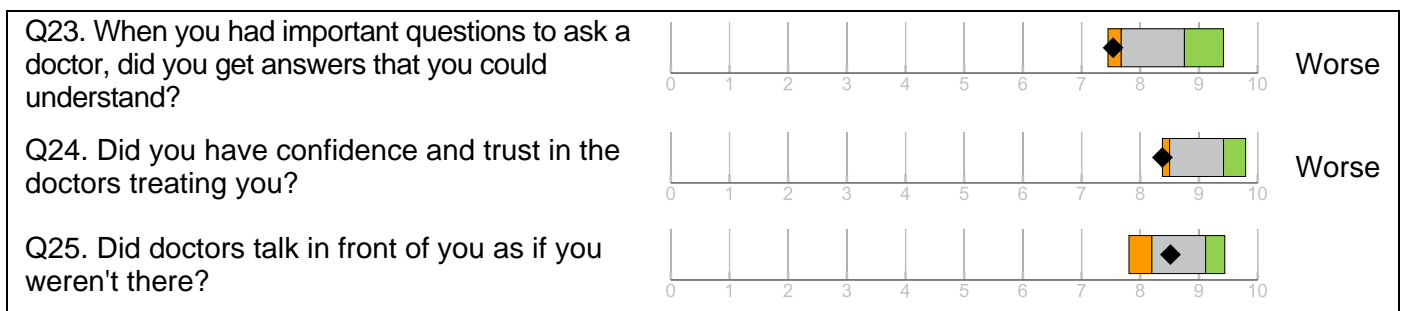 Q23. When you had important questions to ask a
doctor, did you get answers that you could
understand?
0 1 2 3 4 5 6 7 8 9 10
Worse
Q24. Did you have confidence and trust in the
doctors treating you?
0 1 2 3 4 5 6 7 8 9 10
Worse
Q25. Did doctors talk in front of you as if you
weren't there?
0 1 2 3 4 5 6 7 8 9 10